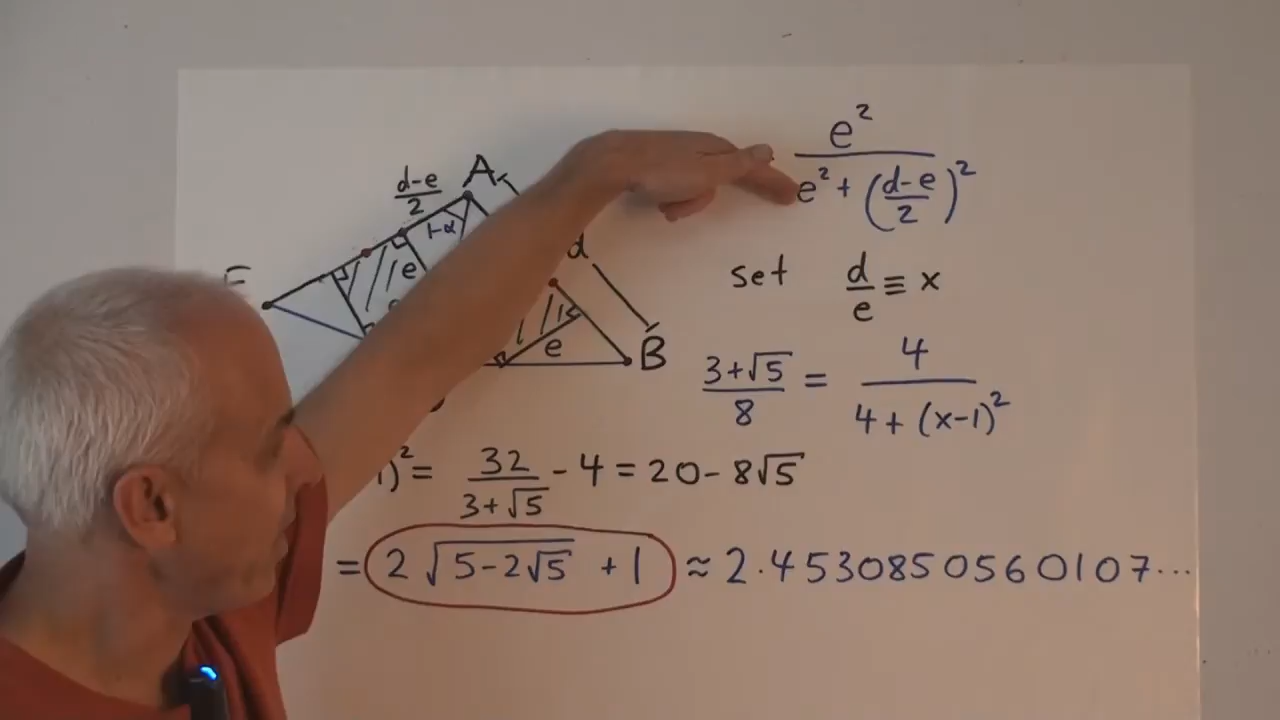 e² / (e² + ((d-e)/2)²)
(d-e)/2 A
1-α
d
E e
set d/e ≡ x
e B
(3+√5)/8 = 4/(4+(x-1)²)
1)² = 32/(3+√5) - 4 = 20-8√5
= 2√(5-2√5) +1 ≈ 2.4530850560107...